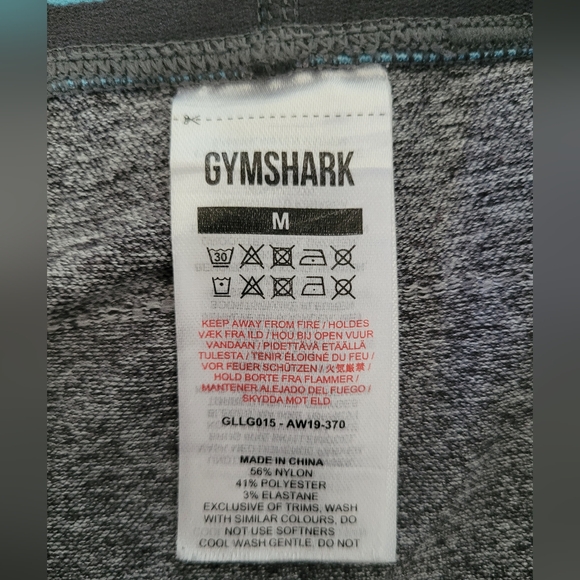 GYMSHARK
M
30
KEEP AWAY FROM FIRE / HOLDES
VÆK FRA ILD / HOU BIJ OPEN VUUR
VANDAAN / PIDETTÄVÄ ETÄÄLLÄ
TULESTA / TENIR ÉLOIGNÉ DU FEU /
VOR FEUER SCHÜTZEN / 火気厳禁 /
HOLD BORTE FRA FLAMMER /
MANTENER ALEJADO DEL FUEGO /
SKYDDA MOT ELD
GLLG015 - AW19-370
MADE IN CHINA
56% NYLON
41% POLYESTER
3% ELASTANE
EXCLUSIVE OF TRIMS, WASH
WITH SIMILAR COLOURS, DO
NOT USE SOFTNERS
COOL WASH GENTLE, DO NOT